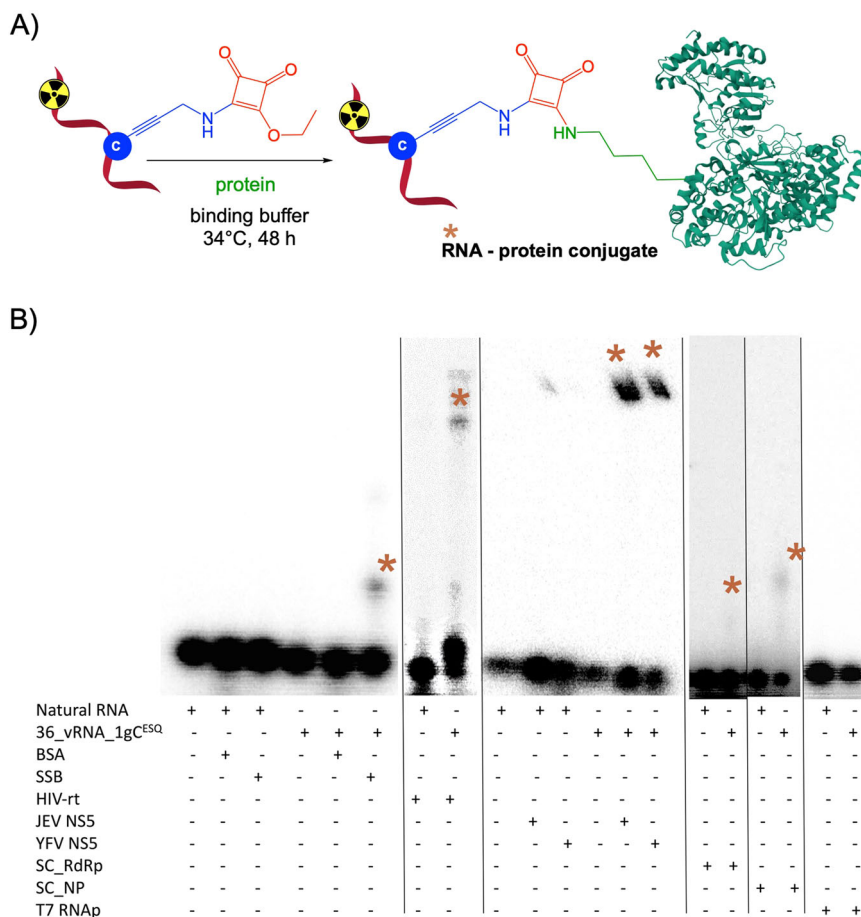 A)
C
N
H
O
O
O
protein
binding buffer
34°C, 48 h
C
N
H
O
O
HN
*
RNA - protein conjugate
B)
* * * * * *
Natural RNA + + + - - - + - + + + - - - + - + - + -
36_vRNA_1gC^ESQ - - - + + + - + - - - + + + - + - + - +
BSA - + - - + - - - - - - - - - - - - - - -
SSB - - + - - + - - - - - - - - - - - - - -
HIV-rt - - - - - - + + - - - - - - - - - - - -
JEV NS5 - - - - - - - - - + - - + - - - - - - -
YFV NS5 - - - - - - - - - - + - - + - - - - - -
SC_RdRp - - - - - - - - - - - - - - + + - - - -
SC_NP - - - - - - - - - - - - - - - - + + - -
T7 RNAp - - - - - - - - - - - - - - - - - - + +